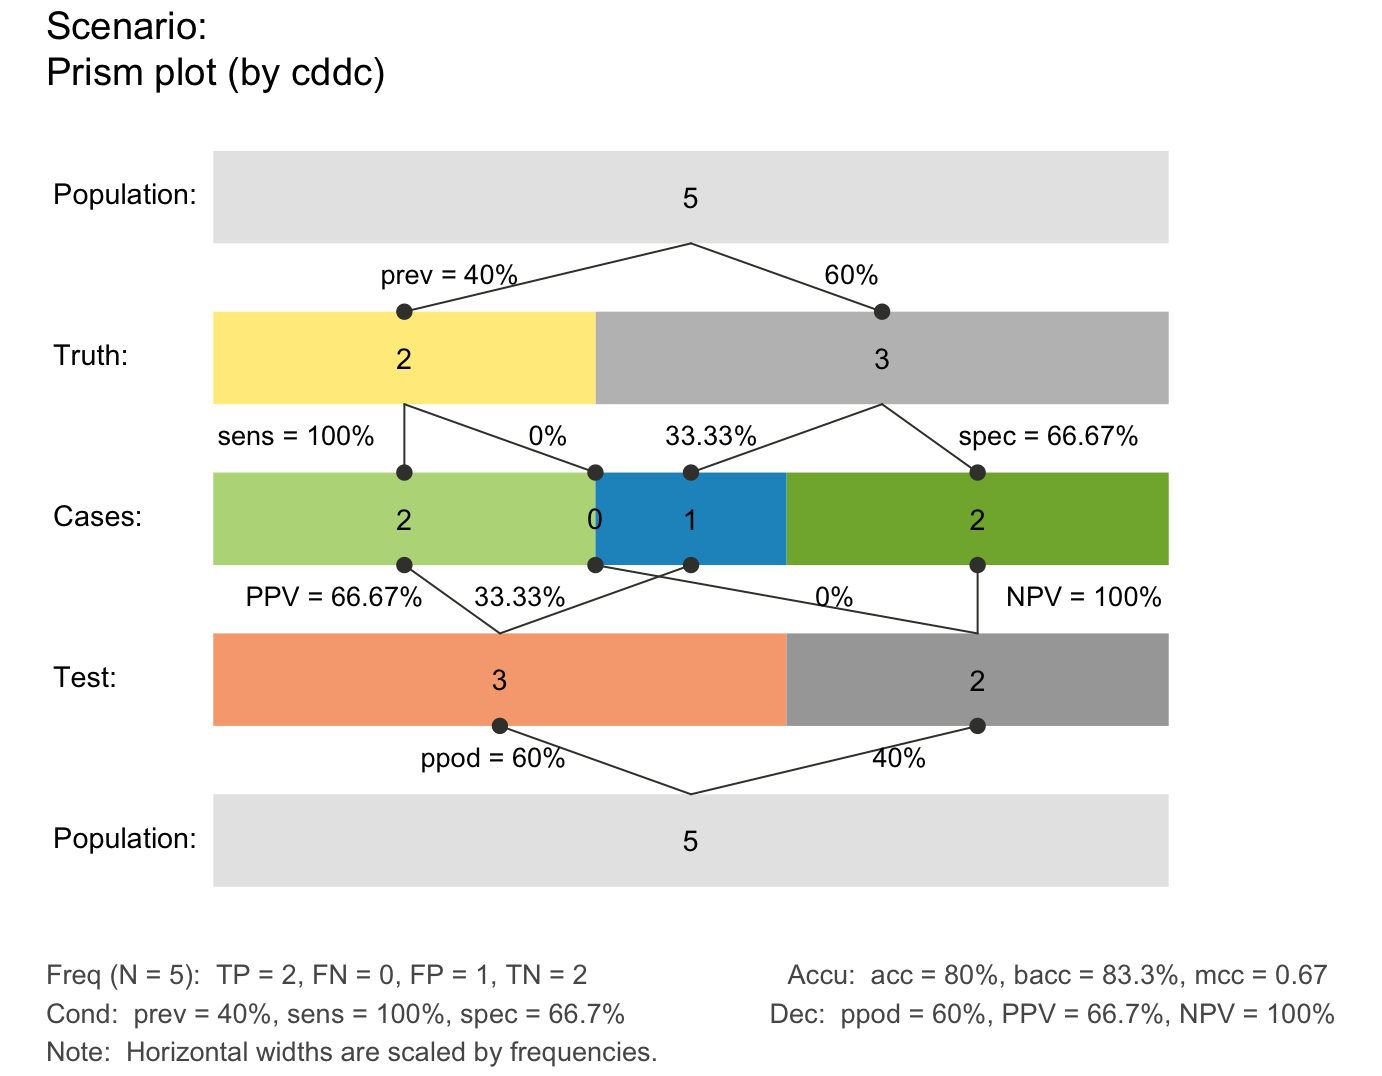 Scenario:
Prism plot (by cddc)
Population:
5
prev = 40%
60%
Truth:
2
3
sens = 100%
0%
33.33%
spec = 66.67%
Cases:
2
0
1
2
PPV = 66.67%
33.33%
0%
NPV = 100%
Test:
3
2
ppod = 60%
40%
Population:
5
Freq (N = 5):  TP = 2, FN = 0, FP = 1, TN = 2
Accu:  acc = 80%, bacc = 83.3%, mcc = 0.67
Cond:  prev = 40%, sens = 100%, spec = 66.7%
Dec:  ppod = 60%, PPV = 66.7%, NPV = 100%
Note:  Horizontal widths are scaled by frequencies.